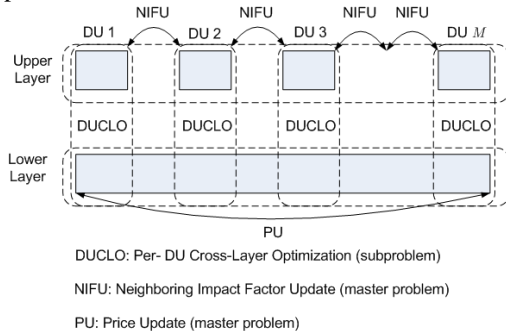 NIFU NIFU NIFU NIFU
DU 1 DU 2 DU 3 DU M
Upper
Layer
DUCLO DUCLO DUCLO DUCLO
Lower
Layer
PU
DUCLO: Per- DU Cross-Layer Optimization (subproblem)
NIFU: Neighboring Impact Factor Update (master problem)
PU: Price Update (master problem)